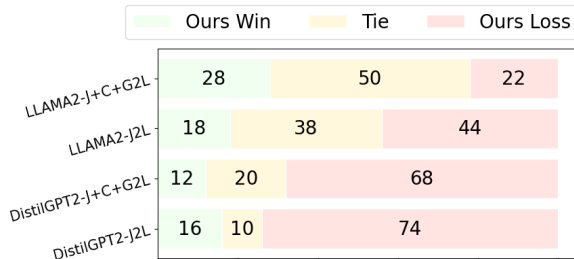 Ours Win Tie Ours Loss
LLAMA2-J+C+G2L 28 50 22
LLAMA2-J2L 18 38 44
DistilGPT2-J+C+G2L 12 20 68
DistilGPT2-J2L 16 10 74